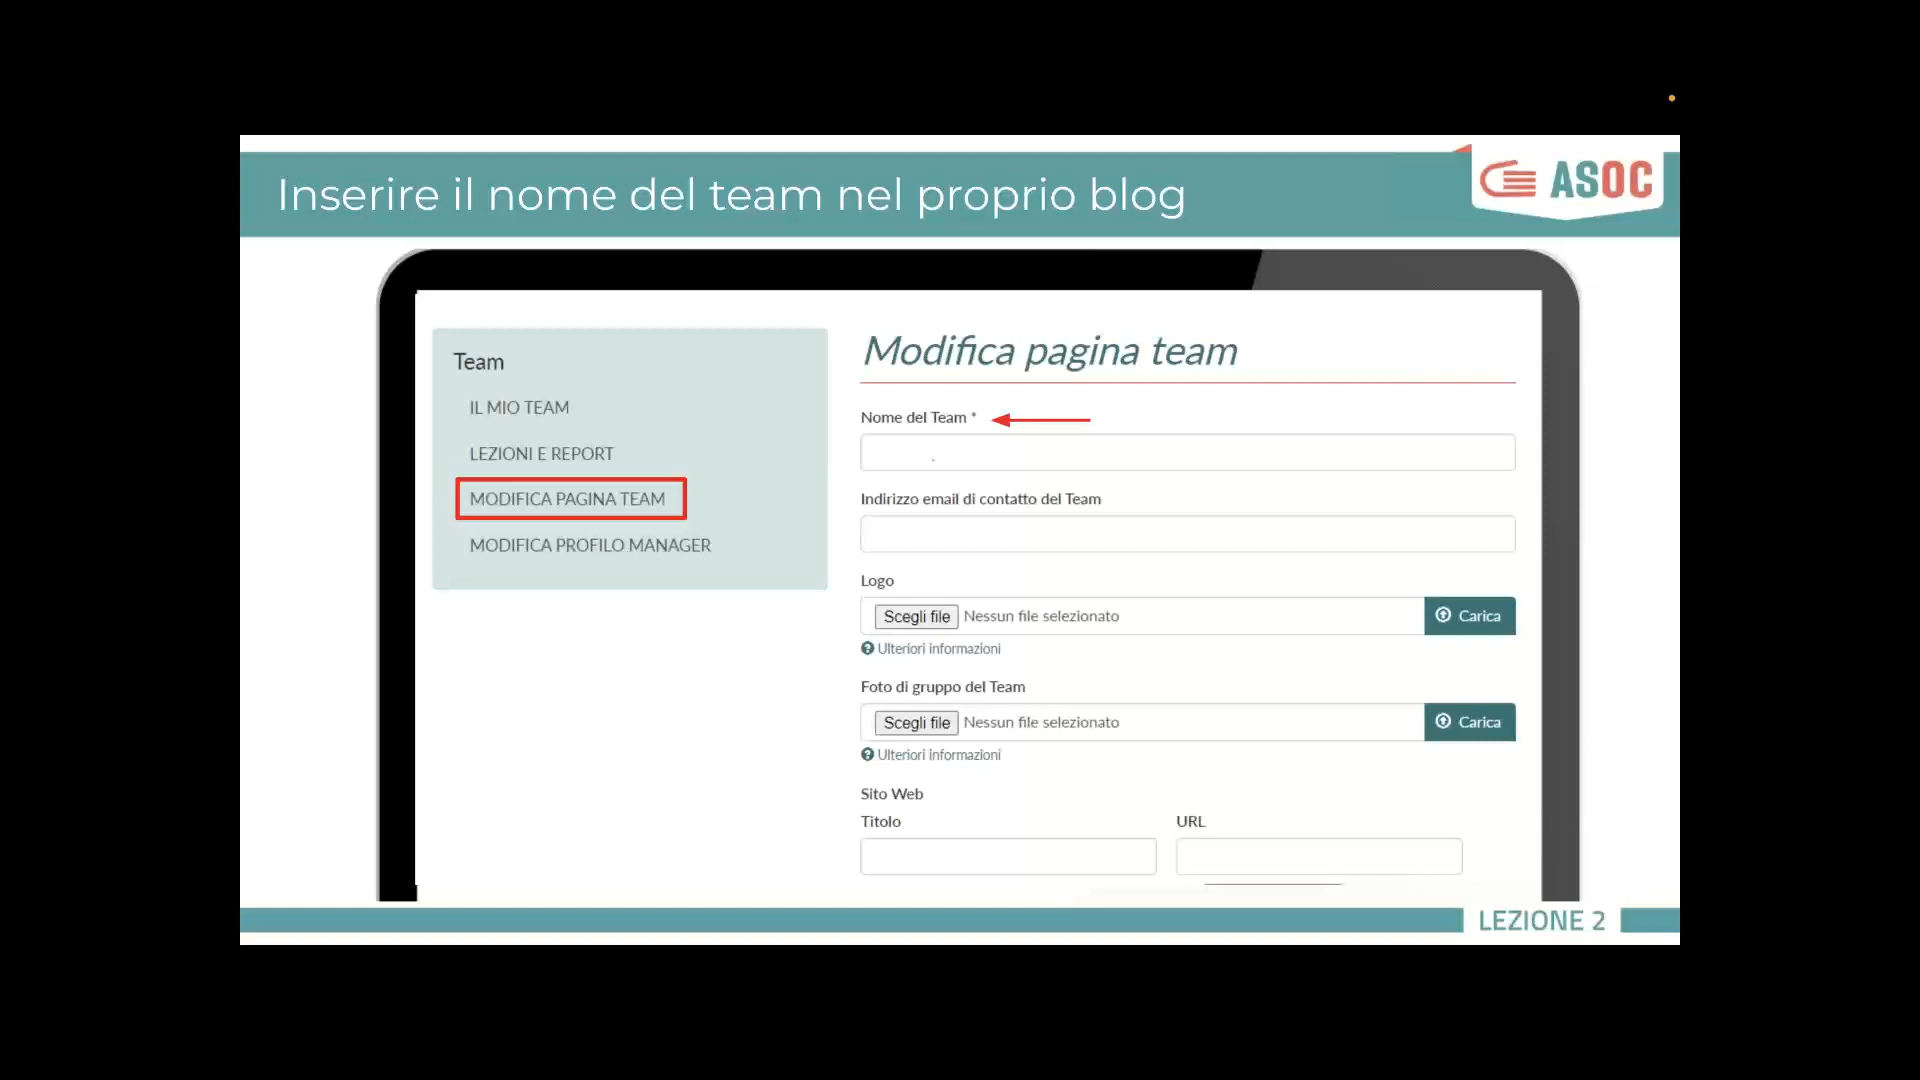 Inserire il nome del team nel proprio blog
ASOC
Team
IL MIO TEAM
LEZIONI E REPORT
MODIFICA PAGINA TEAM
MODIFICA PROFILO MANAGER
Modifica pagina team
Nome del Team *
Indirizzo email di contatto del Team
Logo
Scegli file Nessun file selezionato Carica
Ulteriori informazioni
Foto di gruppo del Team
Scegli file Nessun file selezionato Carica
Ulteriori informazioni
Sito Web
Titolo URL
LEZIONE 2